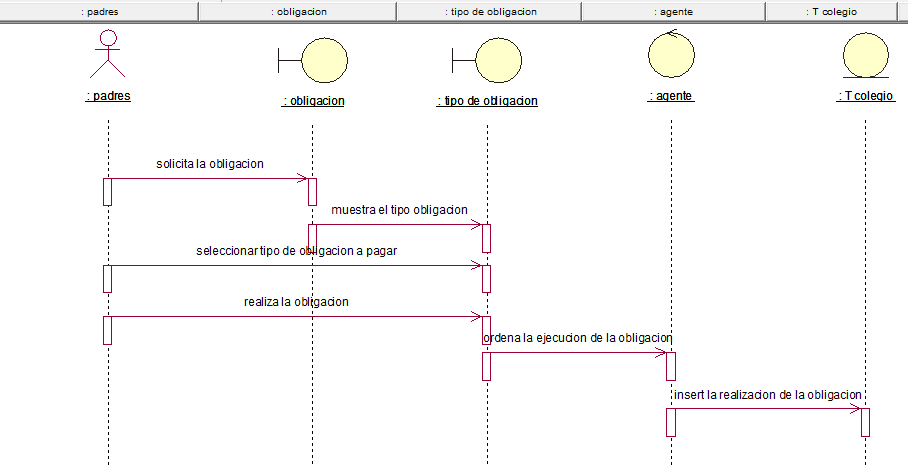 : padres
: obligacion
: tipo de obligacion
: agente
: T colegio
: padres
: obligacion
: tipo de obligacion
: agente
: T colegio
solicita la obligacion
muestra el tipo obligacion
seleccionar tipo de obligacion a pagar
realiza la obligacion
ordena la ejecucion de la obligacion
insert la realizacion de la obligacion